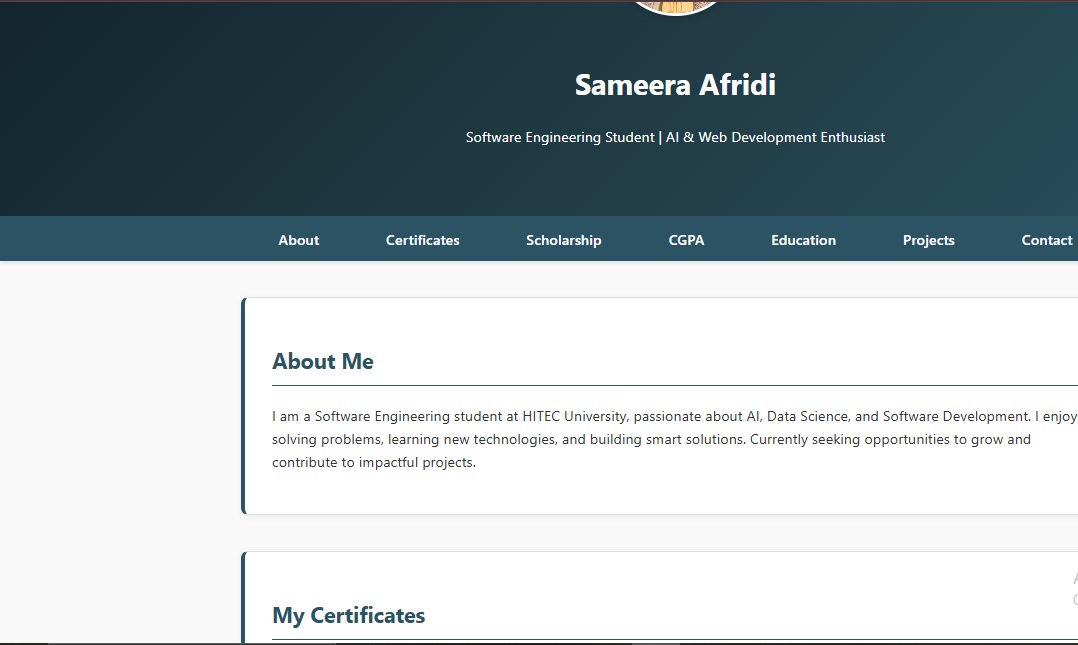 Sameera Afridi
Software Engineering Student | AI & Web Development Enthusiast
About Certificates Scholarship CGPA Education Projects Contact
About Me
I am a Software Engineering student at HITEC University, passionate about AI, Data Science, and Software Development. I enjoy
solving problems, learning new technologies, and building smart solutions. Currently seeking opportunities to grow and
contribute to impactful projects.
My Certificates